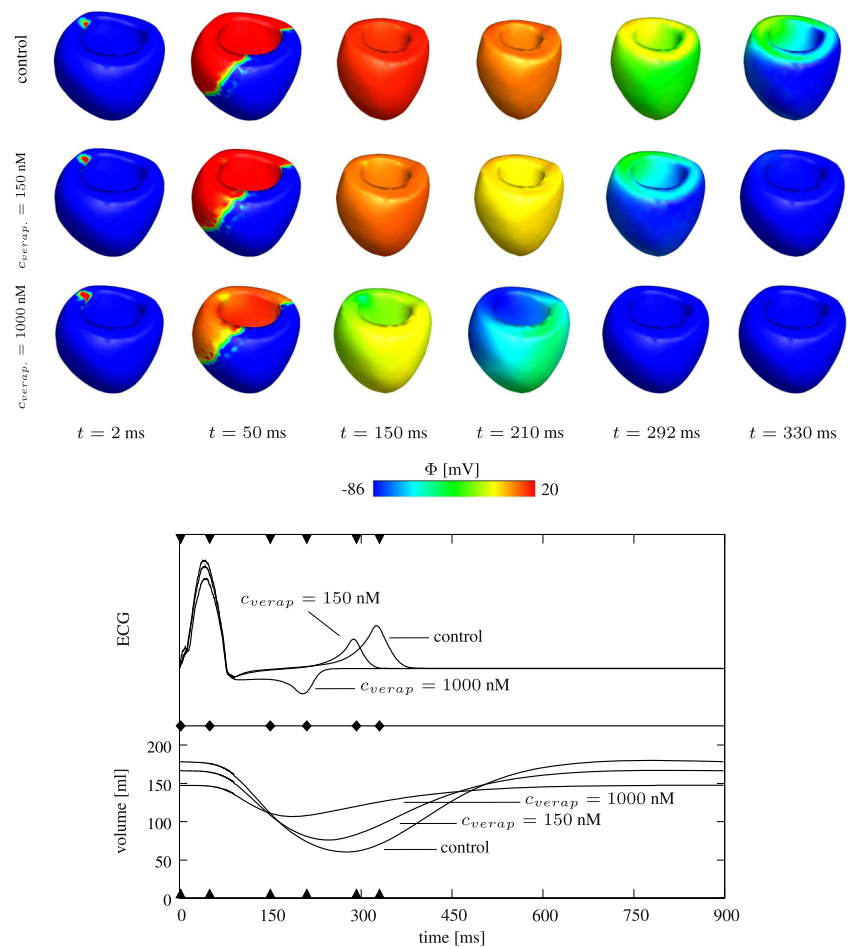 control
c_verap. = 150 nM
c_verap. = 1000 nM
t = 2 ms
t = 50 ms
t = 150 ms
t = 210 ms
t = 292 ms
t = 330 ms
Φ [mV]
-86
20
ECG
c_verap = 150 nM
control
c_verap = 1000 nM
volume [ml]
200
150
100
50
0
c_verap = 1000 nM
c_verap = 150 nM
control
0
150
300
450
600
750
900
time [ms]